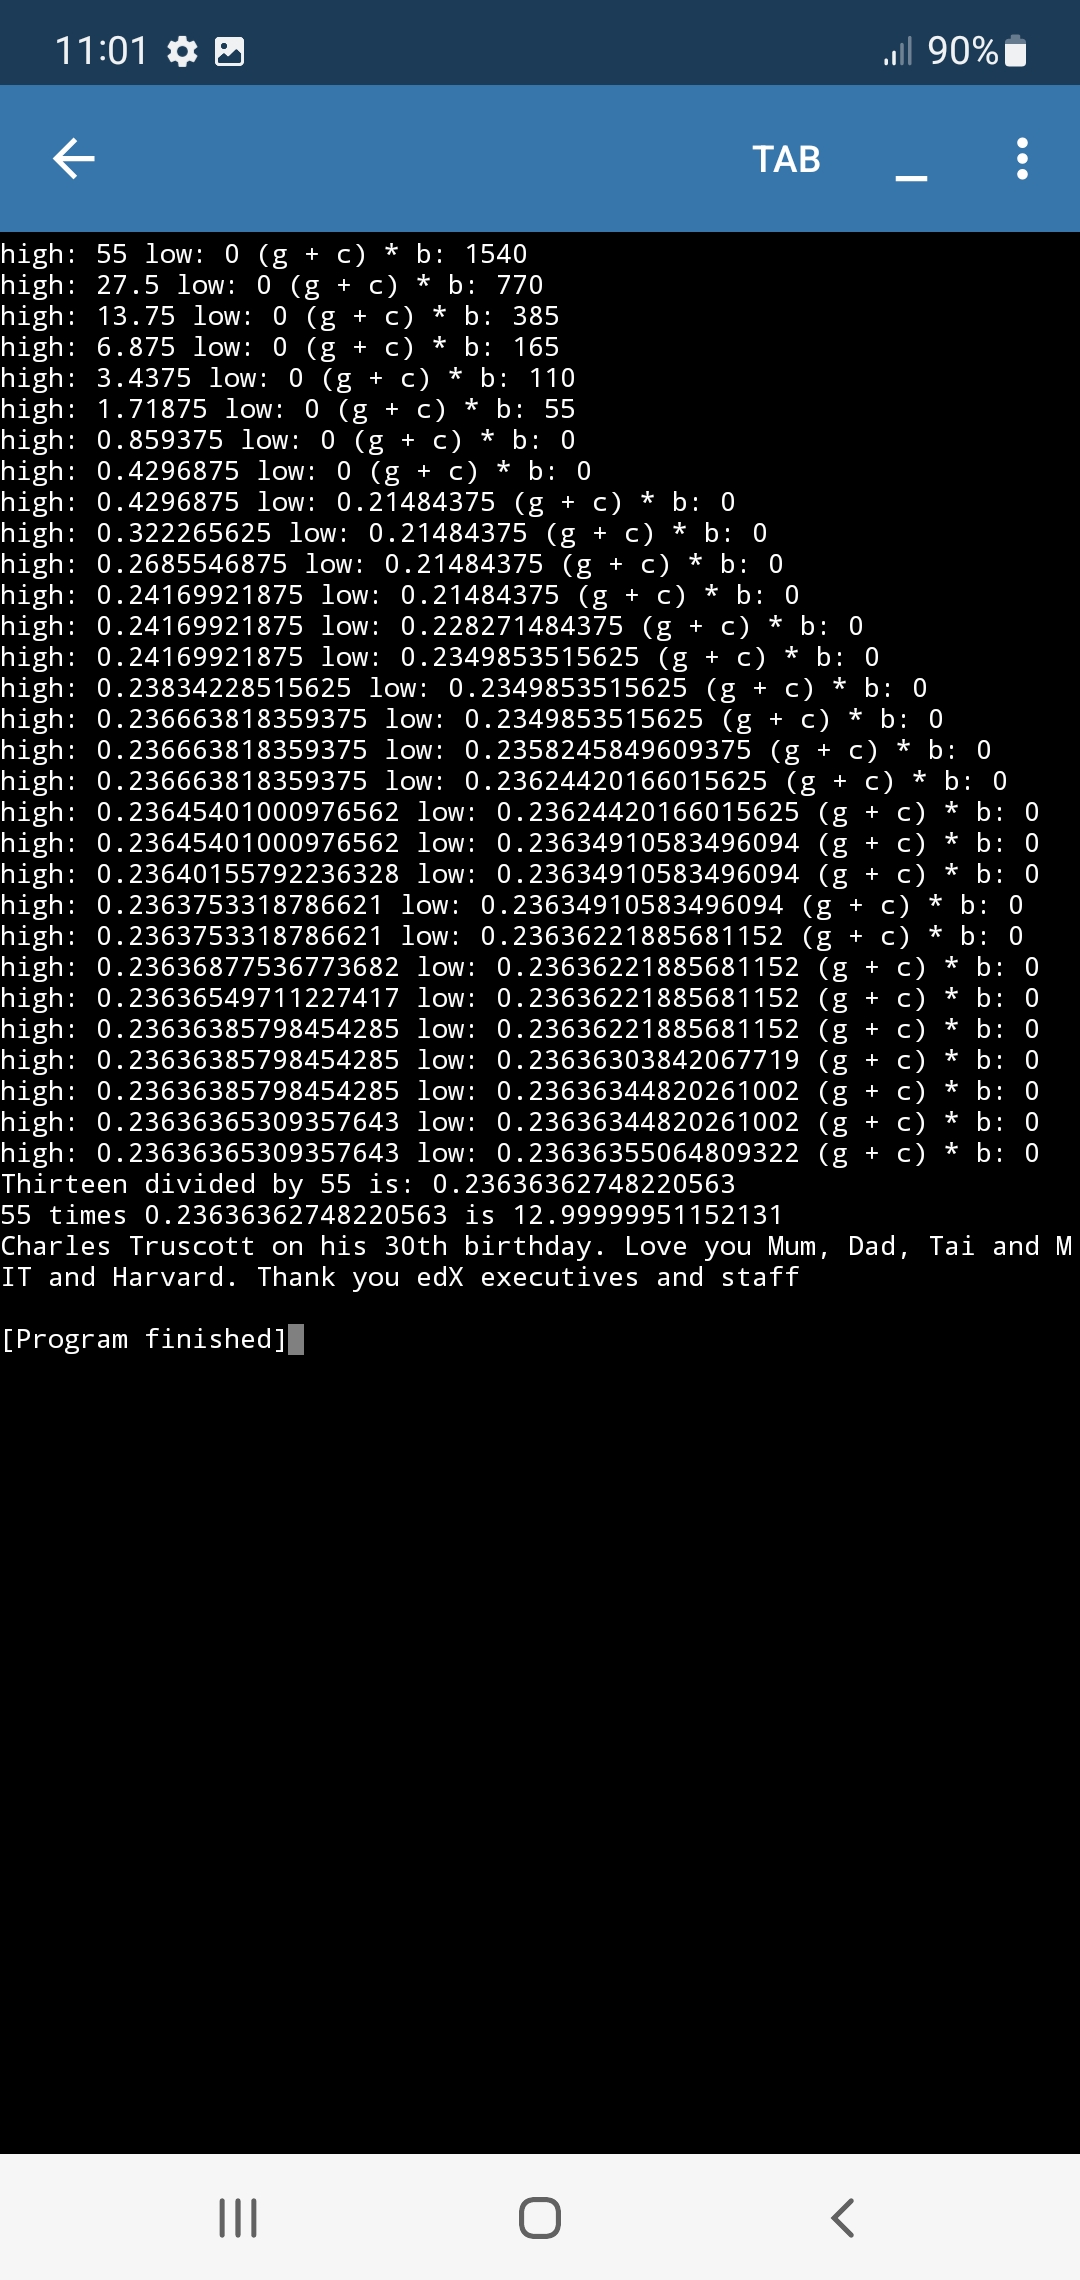 11:01 90%
TAB
high: 55 low: 0 (g + c) * b: 1540
high: 27.5 low: 0 (g + c) * b: 770
high: 13.75 low: 0 (g + c) * b: 385
high: 6.875 low: 0 (g + c) * b: 165
high: 3.4375 low: 0 (g + c) * b: 110
high: 1.71875 low: 0 (g + c) * b: 55
high: 0.859375 low: 0 (g + c) * b: 0
high: 0.4296875 low: 0 (g + c) * b: 0
high: 0.4296875 low: 0.21484375 (g + c) * b: 0
high: 0.322265625 low: 0.21484375 (g + c) * b: 0
high: 0.2685546875 low: 0.21484375 (g + c) * b: 0
high: 0.24169921875 low: 0.21484375 (g + c) * b: 0
high: 0.24169921875 low: 0.228271484375 (g + c) * b: 0
high: 0.24169921875 low: 0.2349853515625 (g + c) * b: 0
high: 0.23834228515625 low: 0.2349853515625 (g + c) * b: 0
high: 0.236663818359375 low: 0.2349853515625 (g + c) * b: 0
high: 0.236663818359375 low: 0.2358245849609375 (g + c) * b: 0
high: 0.236663818359375 low: 0.23624420166015625 (g + c) * b: 0
high: 0.23645401000976562 low: 0.23624420166015625 (g + c) * b: 0
high: 0.23645401000976562 low: 0.23634910583496094 (g + c) * b: 0
high: 0.23640155792236328 low: 0.23634910583496094 (g + c) * b: 0
high: 0.2363753318786621 low: 0.23634910583496094 (g + c) * b: 0
high: 0.2363753318786621 low: 0.23636221885681152 (g + c) * b: 0
high: 0.23636877536773682 low: 0.23636221885681152 (g + c) * b: 0
high: 0.23636549711227417 low: 0.23636221885681152 (g + c) * b: 0
high: 0.23636385798454285 low: 0.23636221885681152 (g + c) * b: 0
high: 0.23636385798454285 low: 0.23636303842067719 (g + c) * b: 0
high: 0.23636385798454285 low: 0.23636344820261002 (g + c) * b: 0
high: 0.23636365309357643 low: 0.23636344820261002 (g + c) * b: 0
high: 0.23636365309357643 low: 0.23636355064809322 (g + c) * b: 0
Thirteen divided by 55 is: 0.23636362748220563
55 times 0.23636362748220563 is 12.99999951152131
Charles Truscott on his 30th birthday. Love you Mum, Dad, Tai and M
IT and Harvard. Thank you edX executives and staff
[Program finished]